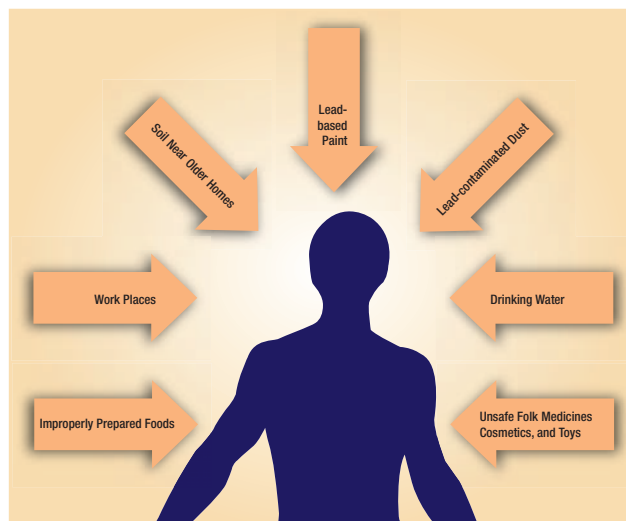 Lead-
based
Paint
Soil Near Older Homes
Lead-contaminated Dust
Work Places
Drinking Water
Improperly Prepared Foods
Unsafe Folk Medicines
Cosmetics, and Toys